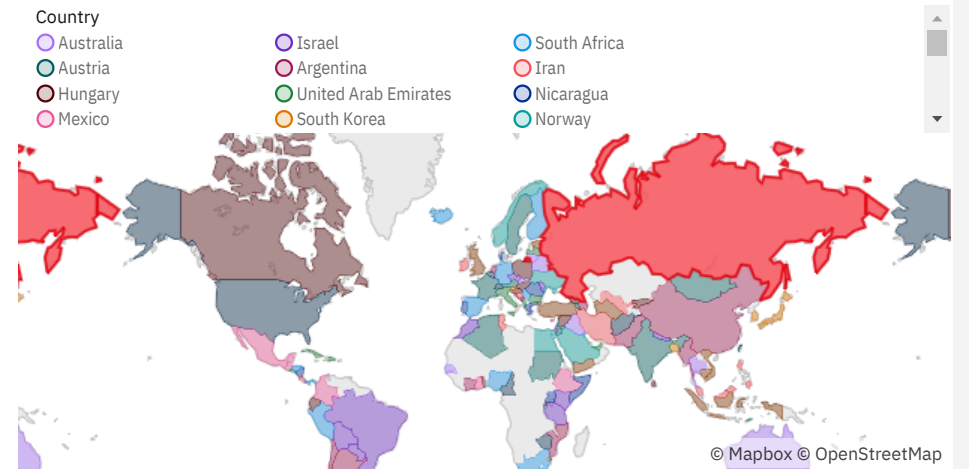 Country
Australia Israel South Africa
Austria Argentina Iran
Hungary United Arab Emirates Nicaragua
Mexico South Korea Norway
© Mapbox © OpenStreetMap